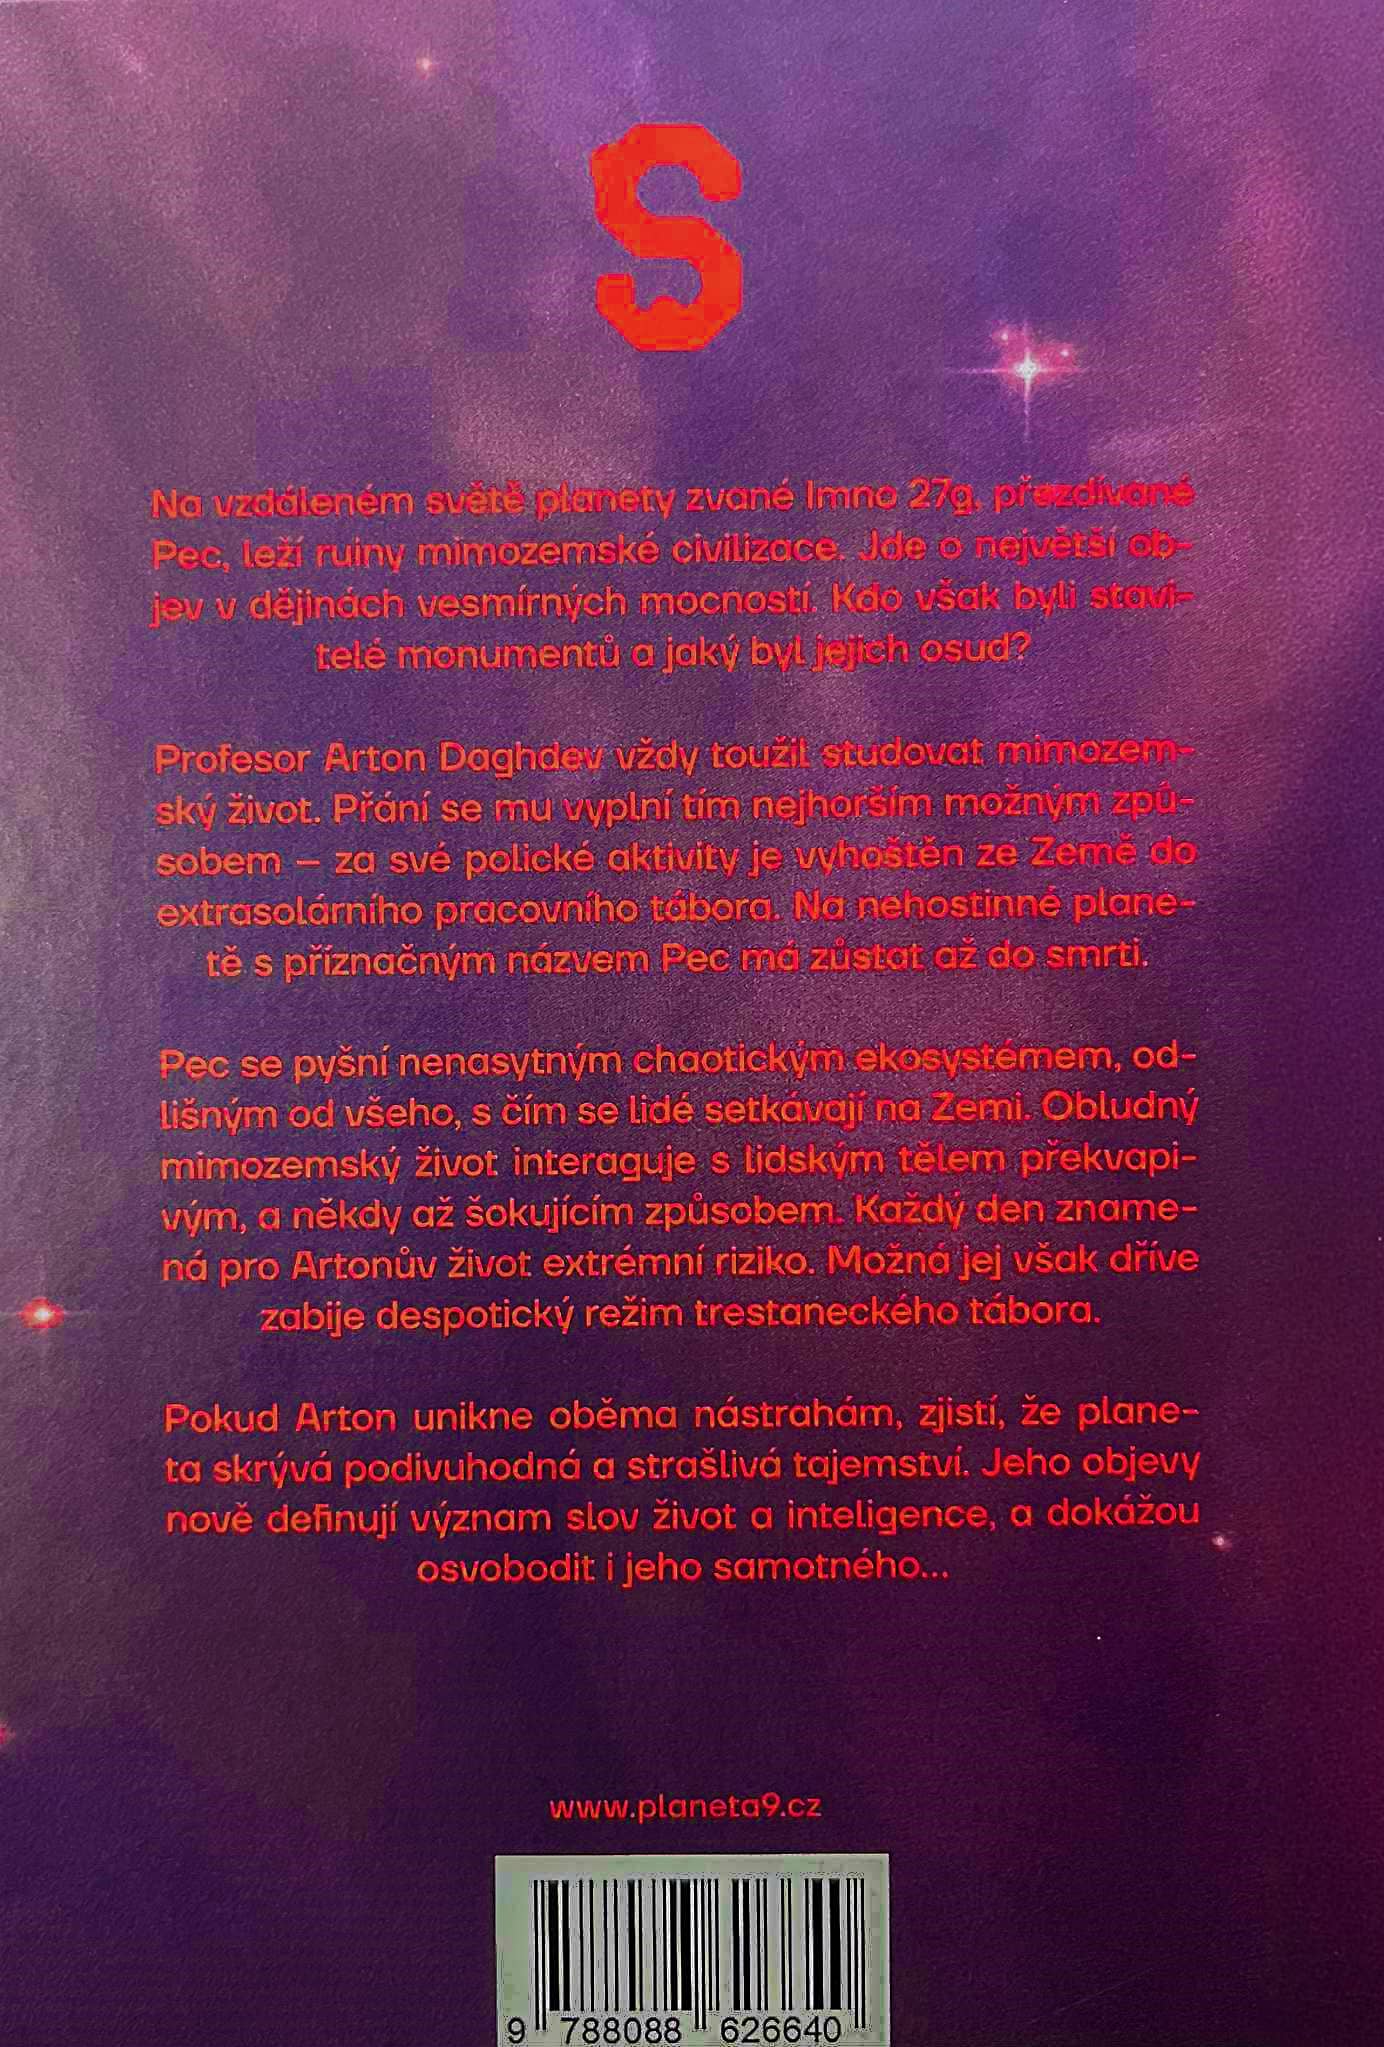 S
Na vzdáleném světě planety zvané Imno 27g, přezdívané
Pec, leží ruiny mimozemské civilizace. Jde o největší ob-
jev v dějinách vesmírných mocností. Kdo však byli stavi-
telé monumentů a jaký byl jejich osud?
Profesor Arton Daghdev vždy toužil studovat mimozem-
ský život. Přání se mu vyplní tím nejhorším možným způ-
sobem – za své polické aktivity je vyhoštěn ze Země do
extrasolárního pracovního tábora. Na nehostinné plane-
tě s příznačným názvem Pec má zůstat až do smrti.
Pec se pyšní nenasytným chaotickým ekosystémem, od-
lišným od všeho, s čím se lidé setkávají na Zemi. Obludný
mimozemský život interaguje s lidským tělem překvapi-
vým, a někdy až šokujícím způsobem. Každý den zname-
ná pro Artonův život extrémní riziko. Možná jej však dříve
zabije despotický režim trestaneckého tábora.
Pokud Arton unikne oběma nástrahám, zjistí, že plane-
ta skrývá podivuhodná a strašlivá tajemství. Jeho objevy
nově definují význam slov život a inteligence, a dokážou
osvobodit i jeho samotného...
www.planeta9.cz
9 788088 626640